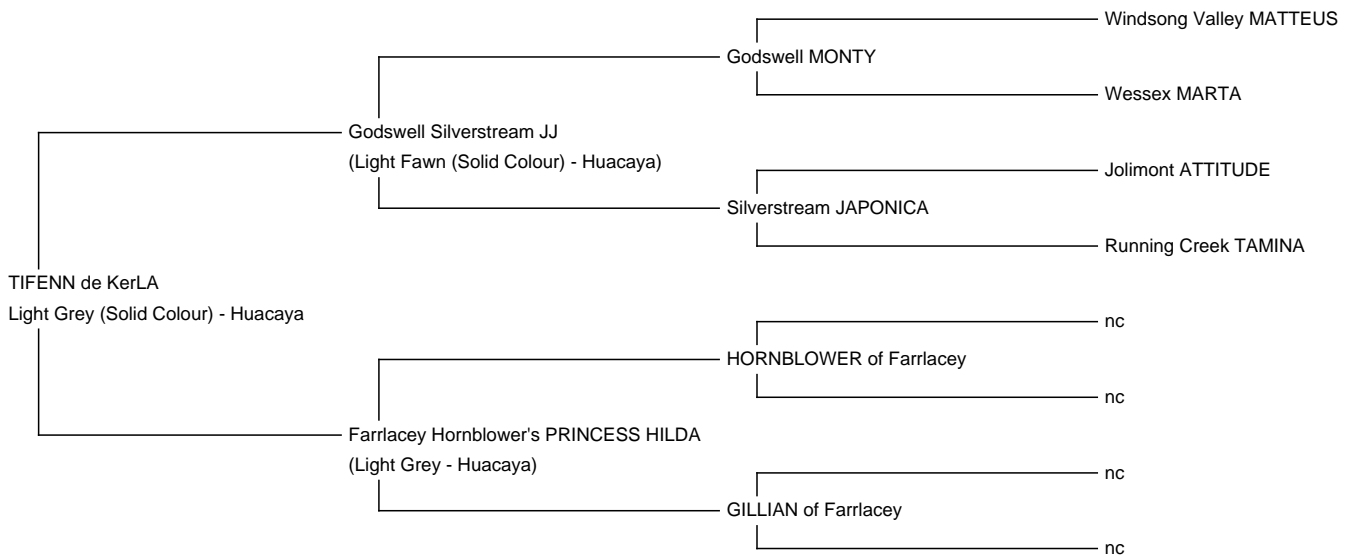 Windsong Valley MATTEUS
Godswell MONTY
Wessex MARTA
Godswell Silverstream JJ
(Light Fawn (Solid Colour) - Huacaya)
Jolimont ATTITUDE
Silverstream JAPONICA
Running Creek TAMINA
TIFENN de KerLA
Light Grey (Solid Colour) - Huacaya
nc
HORNBLOWER of Farrlacey
nc
Farrlacey Hornblower's PRINCESS HILDA
(Light Grey - Huacaya)
nc
GILLIAN of Farrlacey
nc